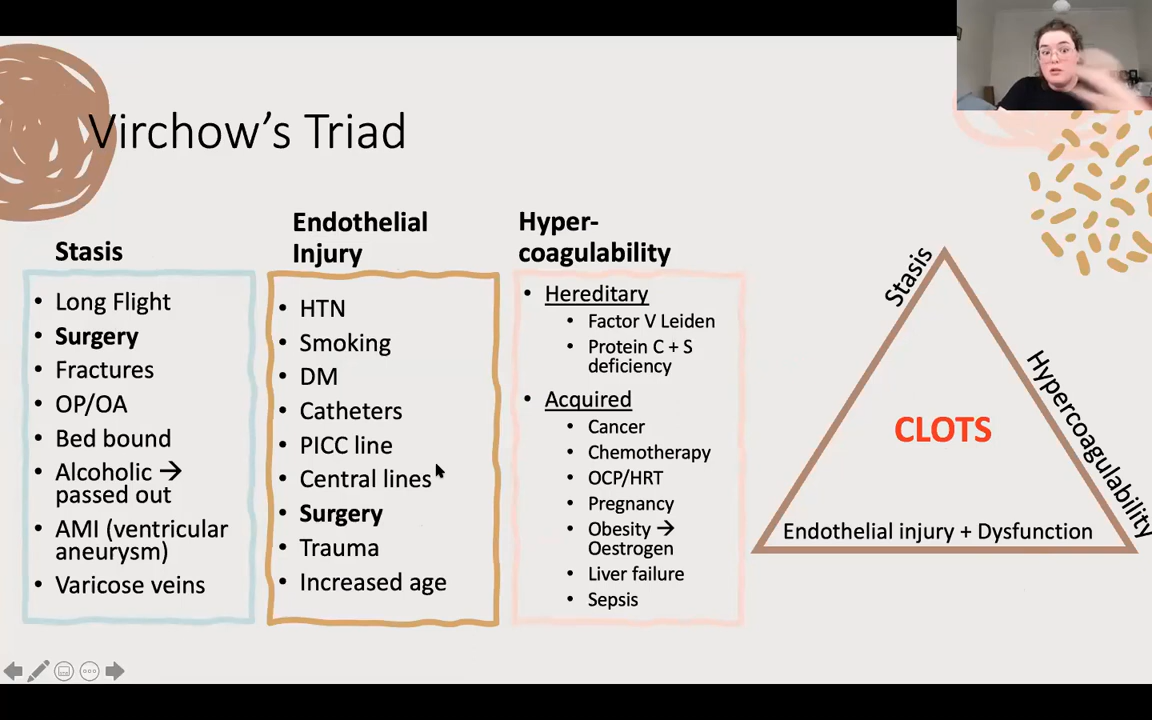 Virchow's Triad
Stasis
• Long Flight
• Surgery
• Fractures
• OP/OA
• Bed bound
• Alcoholic →
passed out
• AMI (ventricular
aneurysm)
• Varicose veins
Endothelial
Injury
• HTN
• Smoking
• DM
• Catheters
• PICC line
• Central lines
• Surgery
• Trauma
• Increased age
Hyper-
coagulability
• Hereditary
• Factor V Leiden
• Protein C + S
deficiency
• Acquired
• Cancer
• Chemotherapy
• OCP/HRT
• Pregnancy
• Obesity →
Oestrogen
• Liver failure
• Sepsis
Stasis
Hypercoagulability
CLOTS
Endothelial injury + Dysfunction